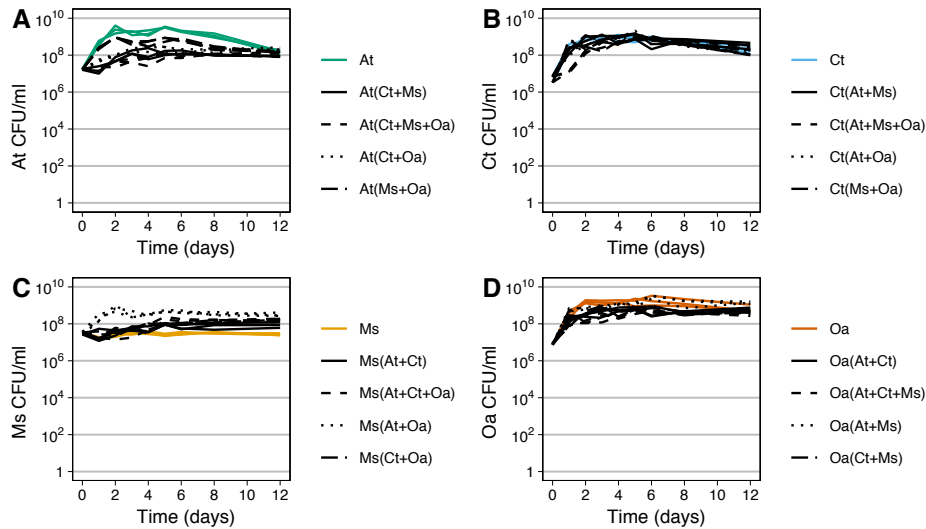 A
At CFU/ml
10^10
10^8
10^6
10^4
10^2
1
0 2 4 6 8 10 12
Time (days)
At
At(Ct+Ms)
At(Ct+Ms+Oa)
At(Ct+Oa)
At(Ms+Oa)
B
Ct CFU/ml
10^10
10^8
10^6
10^4
10^2
1
0 2 4 6 8 10 12
Time (days)
Ct
Ct(At+Ms)
Ct(At+Ms+Oa)
Ct(At+Oa)
Ct(Ms+Oa)
C
Ms CFU/ml
10^10
10^8
10^6
10^4
10^2
1
0 2 4 6 8 10 12
Time (days)
Ms
Ms(At+Ct)
Ms(At+Ct+Oa)
Ms(At+Oa)
Ms(Ct+Oa)
D
Oa CFU/ml
10^10
10^8
10^6
10^4
10^2
1
0 2 4 6 8 10 12
Time (days)
Oa
Oa(At+Ct)
Oa(At+Ct+Ms)
Oa(At+Ms)
Oa(Ct+Ms)